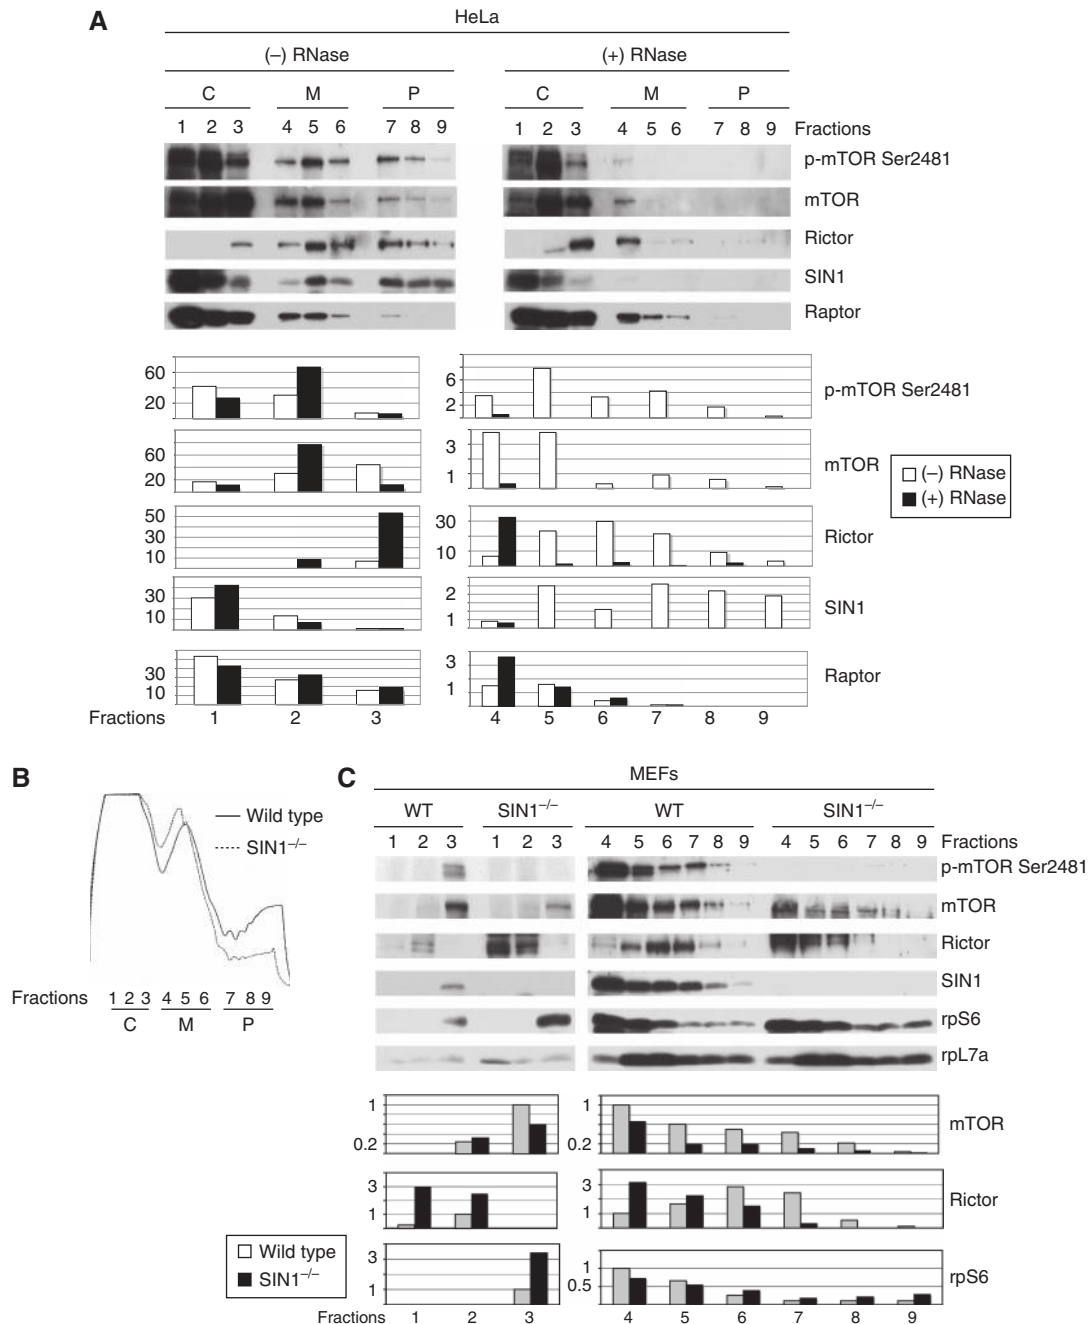 A
HeLa
(–) RNase (+) RNase
C M P C M P
1 2 3 4 5 6 7 8 9 1 2 3 4 5 6 7 8 9 Fractions
p-mTOR Ser2481
mTOR
Rictor
SIN1
Raptor
60
20
6
2
p-mTOR Ser2481
60
20
3
1
mTOR
(–) RNase
(+) RNase
50
30
10
30
10
Rictor
30
10
2
1
SIN1
30
10
3
1
Raptor
Fractions 1 2 3 4 5 6 7 8 9
B
Wild type
SIN1–/–
Fractions 1 2 3 4 5 6 7 8 9
C M P
C
MEFs
WT SIN1–/– WT SIN1–/–
1 2 3 1 2 3 4 5 6 7 8 9 4 5 6 7 8 9 Fractions
p-mTOR Ser2481
mTOR
Rictor
SIN1
rpS6
rpL7a
1
0.2
1
0.2
mTOR
3
1
3
1
Rictor
Wild type
SIN1–/–
3
1
1
0.5
rpS6
Fractions 1 2 3 4 5 6 7 8 9